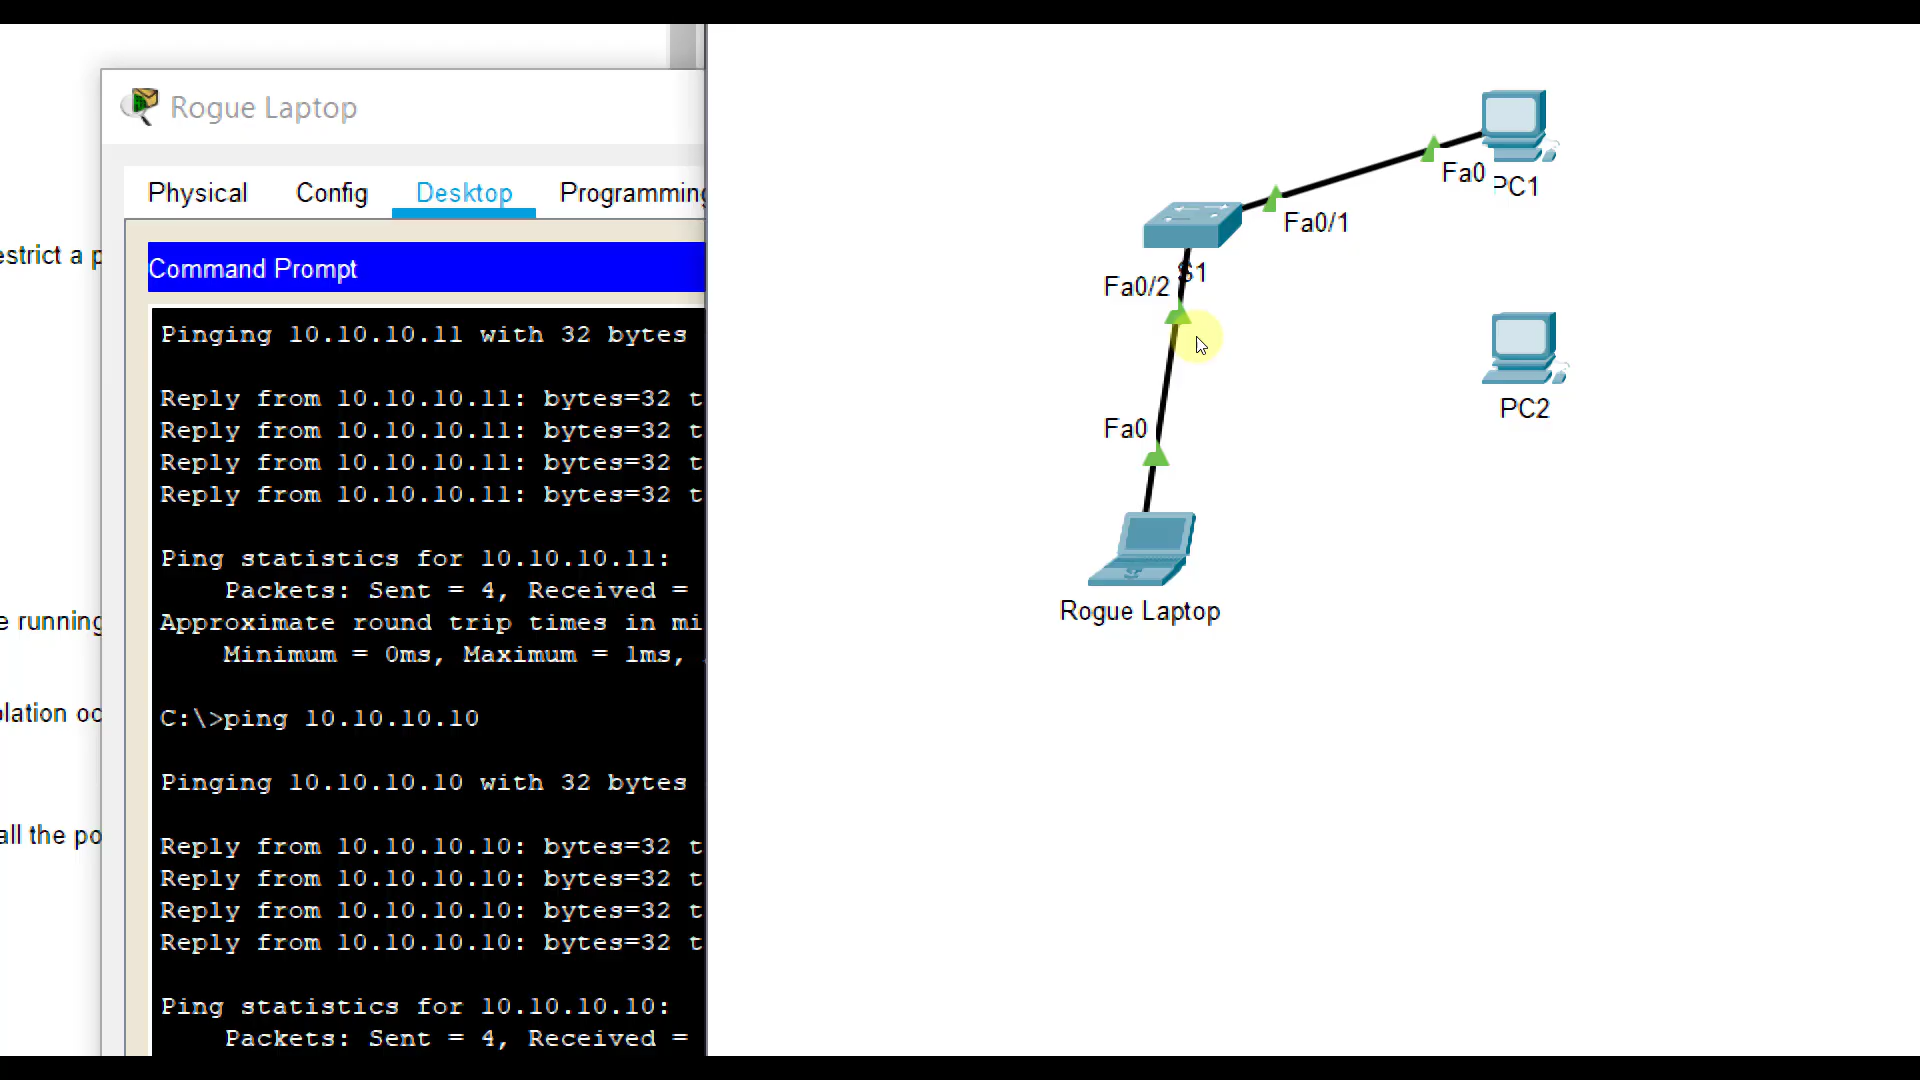 Rogue Laptop
Physical Config Desktop Programming
Command Prompt
Pinging 10.10.10.11 with 32 bytes
Reply from 10.10.10.11: bytes=32 t
Reply from 10.10.10.11: bytes=32 t
Reply from 10.10.10.11: bytes=32 t
Reply from 10.10.10.11: bytes=32 t
Ping statistics for 10.10.10.11:
Packets: Sent = 4, Received =
Approximate round trip times in mi
Minimum = 0ms, Maximum = 1ms,
C:\>ping 10.10.10.10
Pinging 10.10.10.10 with 32 bytes
Reply from 10.10.10.10: bytes=32 t
Reply from 10.10.10.10: bytes=32 t
Reply from 10.10.10.10: bytes=32 t
Reply from 10.10.10.10: bytes=32 t
Ping statistics for 10.10.10.10:
Packets: Sent = 4, Received =
estrict a p
e running
lation oc
all the po
Fa0
PC1
Fa0/1
S1
Fa0/2
PC2
Fa0
Rogue Laptop